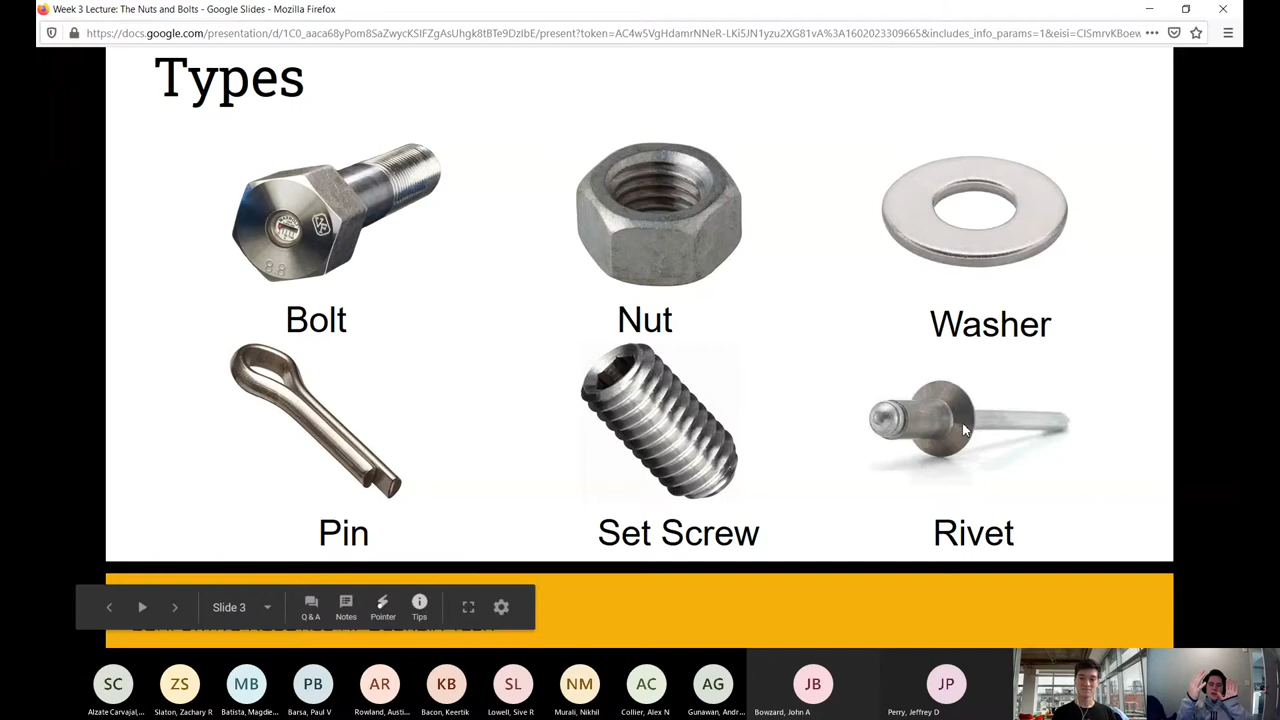 Week 3 Lecture: The Nuts and Bolts - Google Slides - Mozilla Firefox
https://docs.google.com/presentation/d/1C0_aaca68yPom8SaZwycKSIFZgAsUhgk8tBTe9DzIbE/present?token=AC4w5VgHdamrNNeR-LKi5JN1yzu2XG81vA%3A1602023309665&includes_info_params=1&eisi=CISmrvKBoew
Types
88
Bolt Nut Washer
Pin Set Screw Rivet
Slide 3 Q&A Notes Pointer Tips
SC ZS MB PB AR KB SL NM AC AG JB JP
Alzate Carvajal,... Slaton, Zachary R Batista, Magdie... Barsa, Paul V Rowland, Austi... Bacon, Keertik Lowell, Sive R Murali, Nikhil Collier, Alex N Gunawan, Andr... Bowzard, John A Perry, Jeffrey D